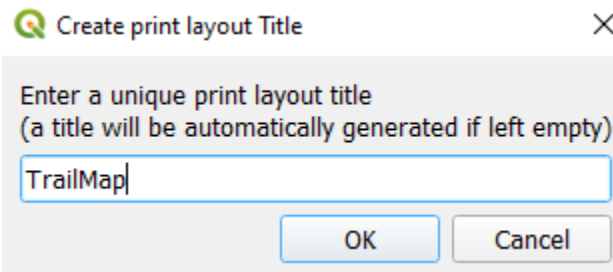 Create print layout Title
Enter a unique print layout title
(a title will be automatically generated if left empty)
TrailMap
OK
Cancel